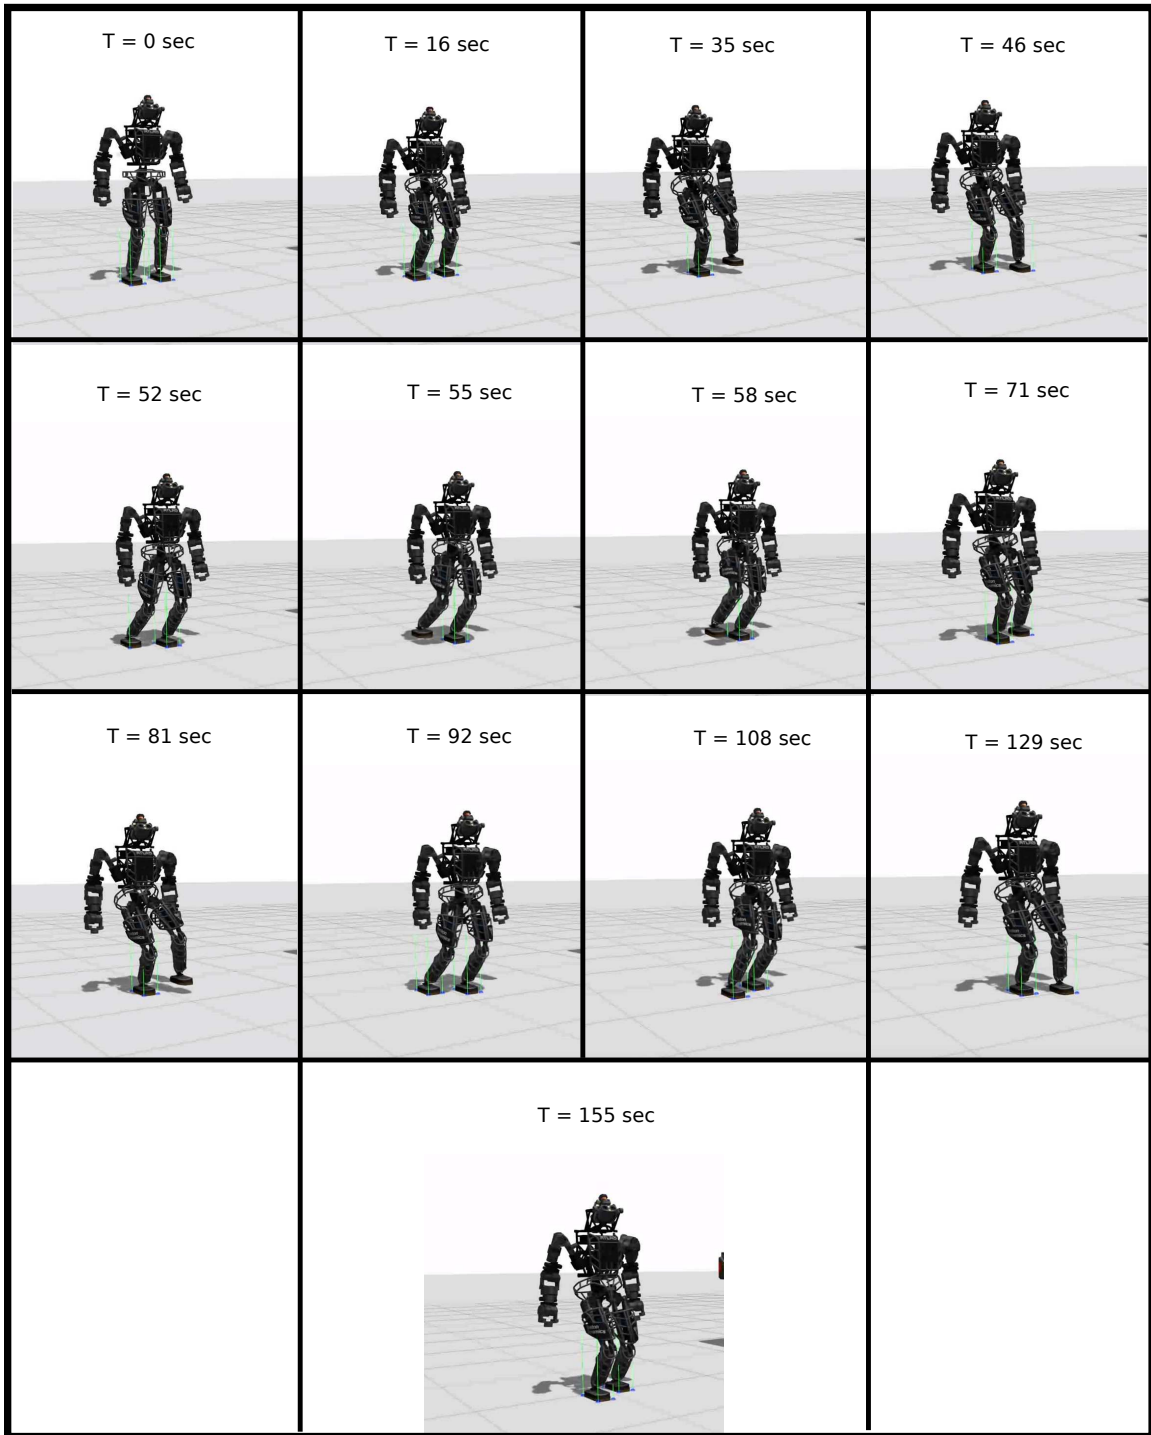 T = 0 sec
T = 16 sec
T = 35 sec
T = 46 sec
T = 52 sec
T = 55 sec
T = 58 sec
T = 71 sec
T = 81 sec
T = 92 sec
T = 108 sec
T = 129 sec
T = 155 sec